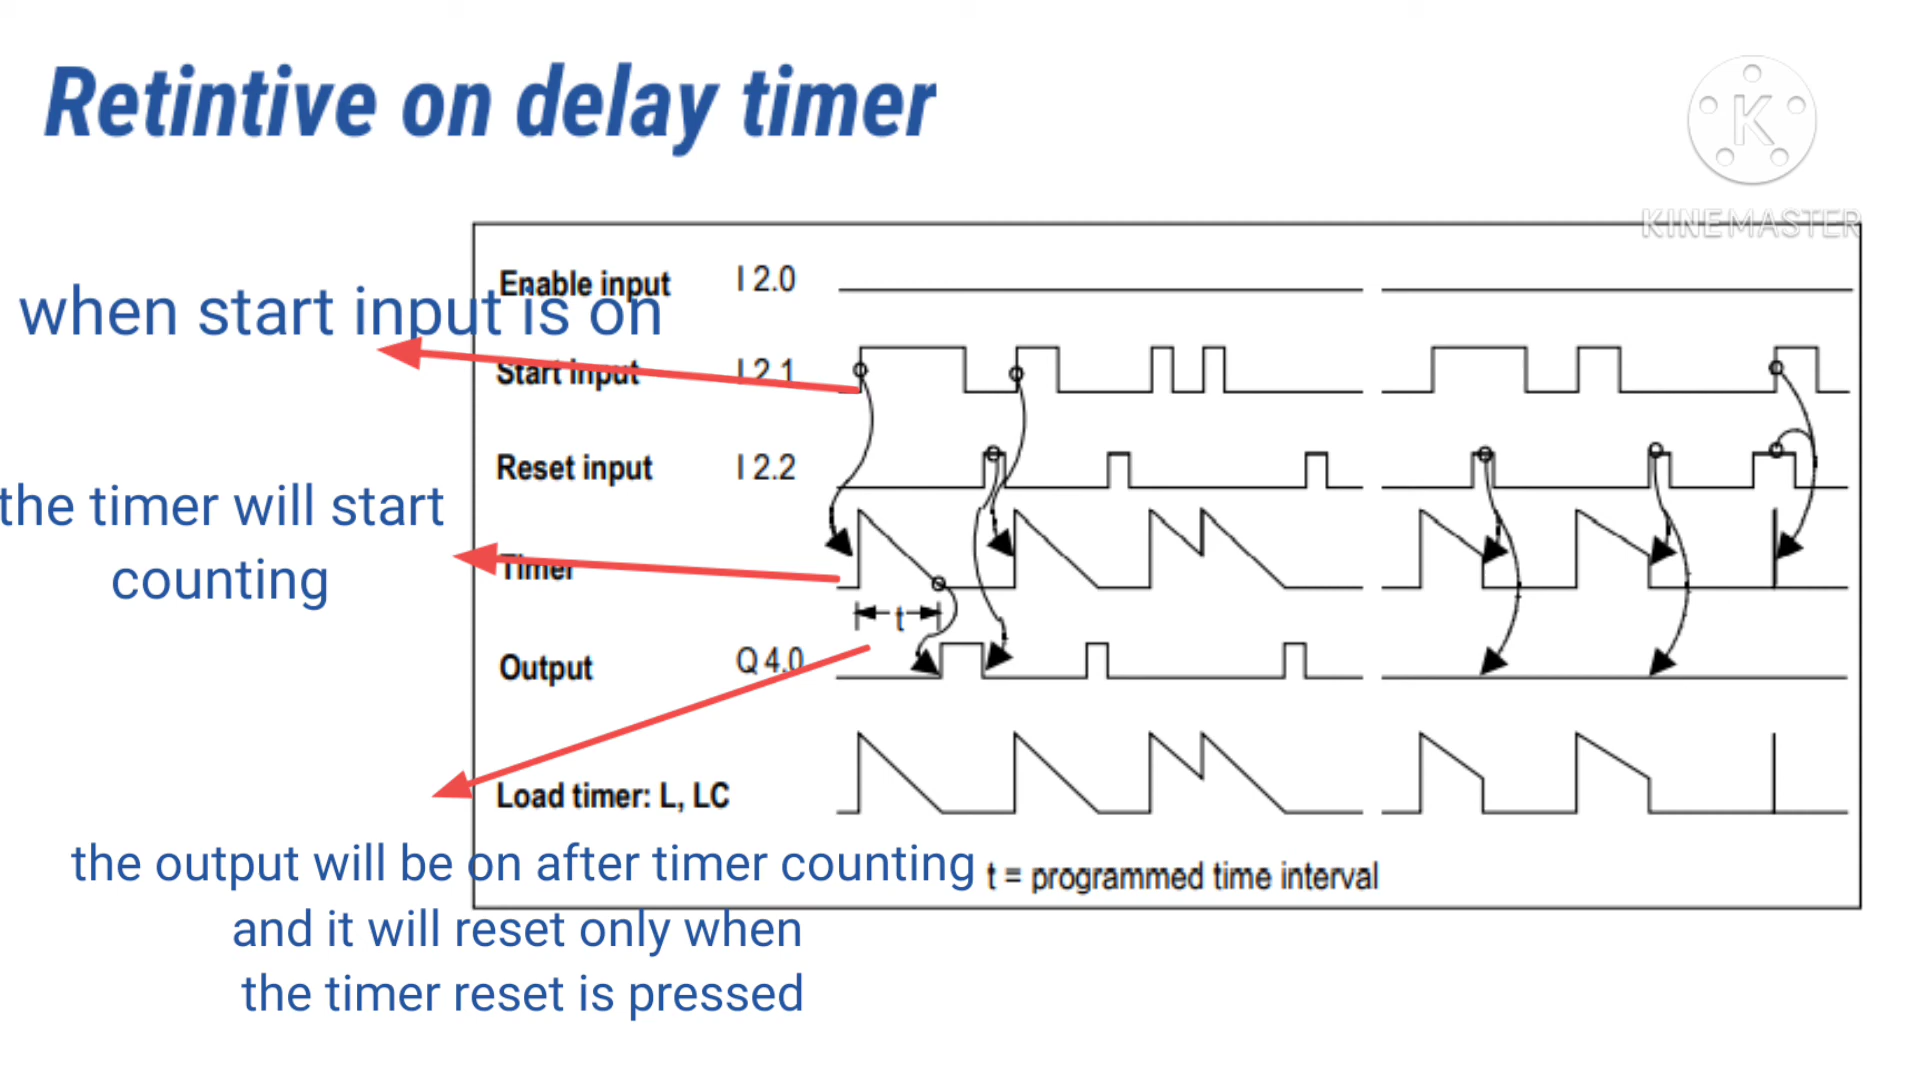 Retintive on delay timer
K
KINEMASTER
Enable input I 2.0
when start input is on
Start input I 2.1
Reset input I 2.2
the timer will start
counting
Timer
t
Output Q 4.0
Load timer: L, LC
the output will be on after timer counting
t = programmed time interval
and it will reset only when
the timer reset is pressed